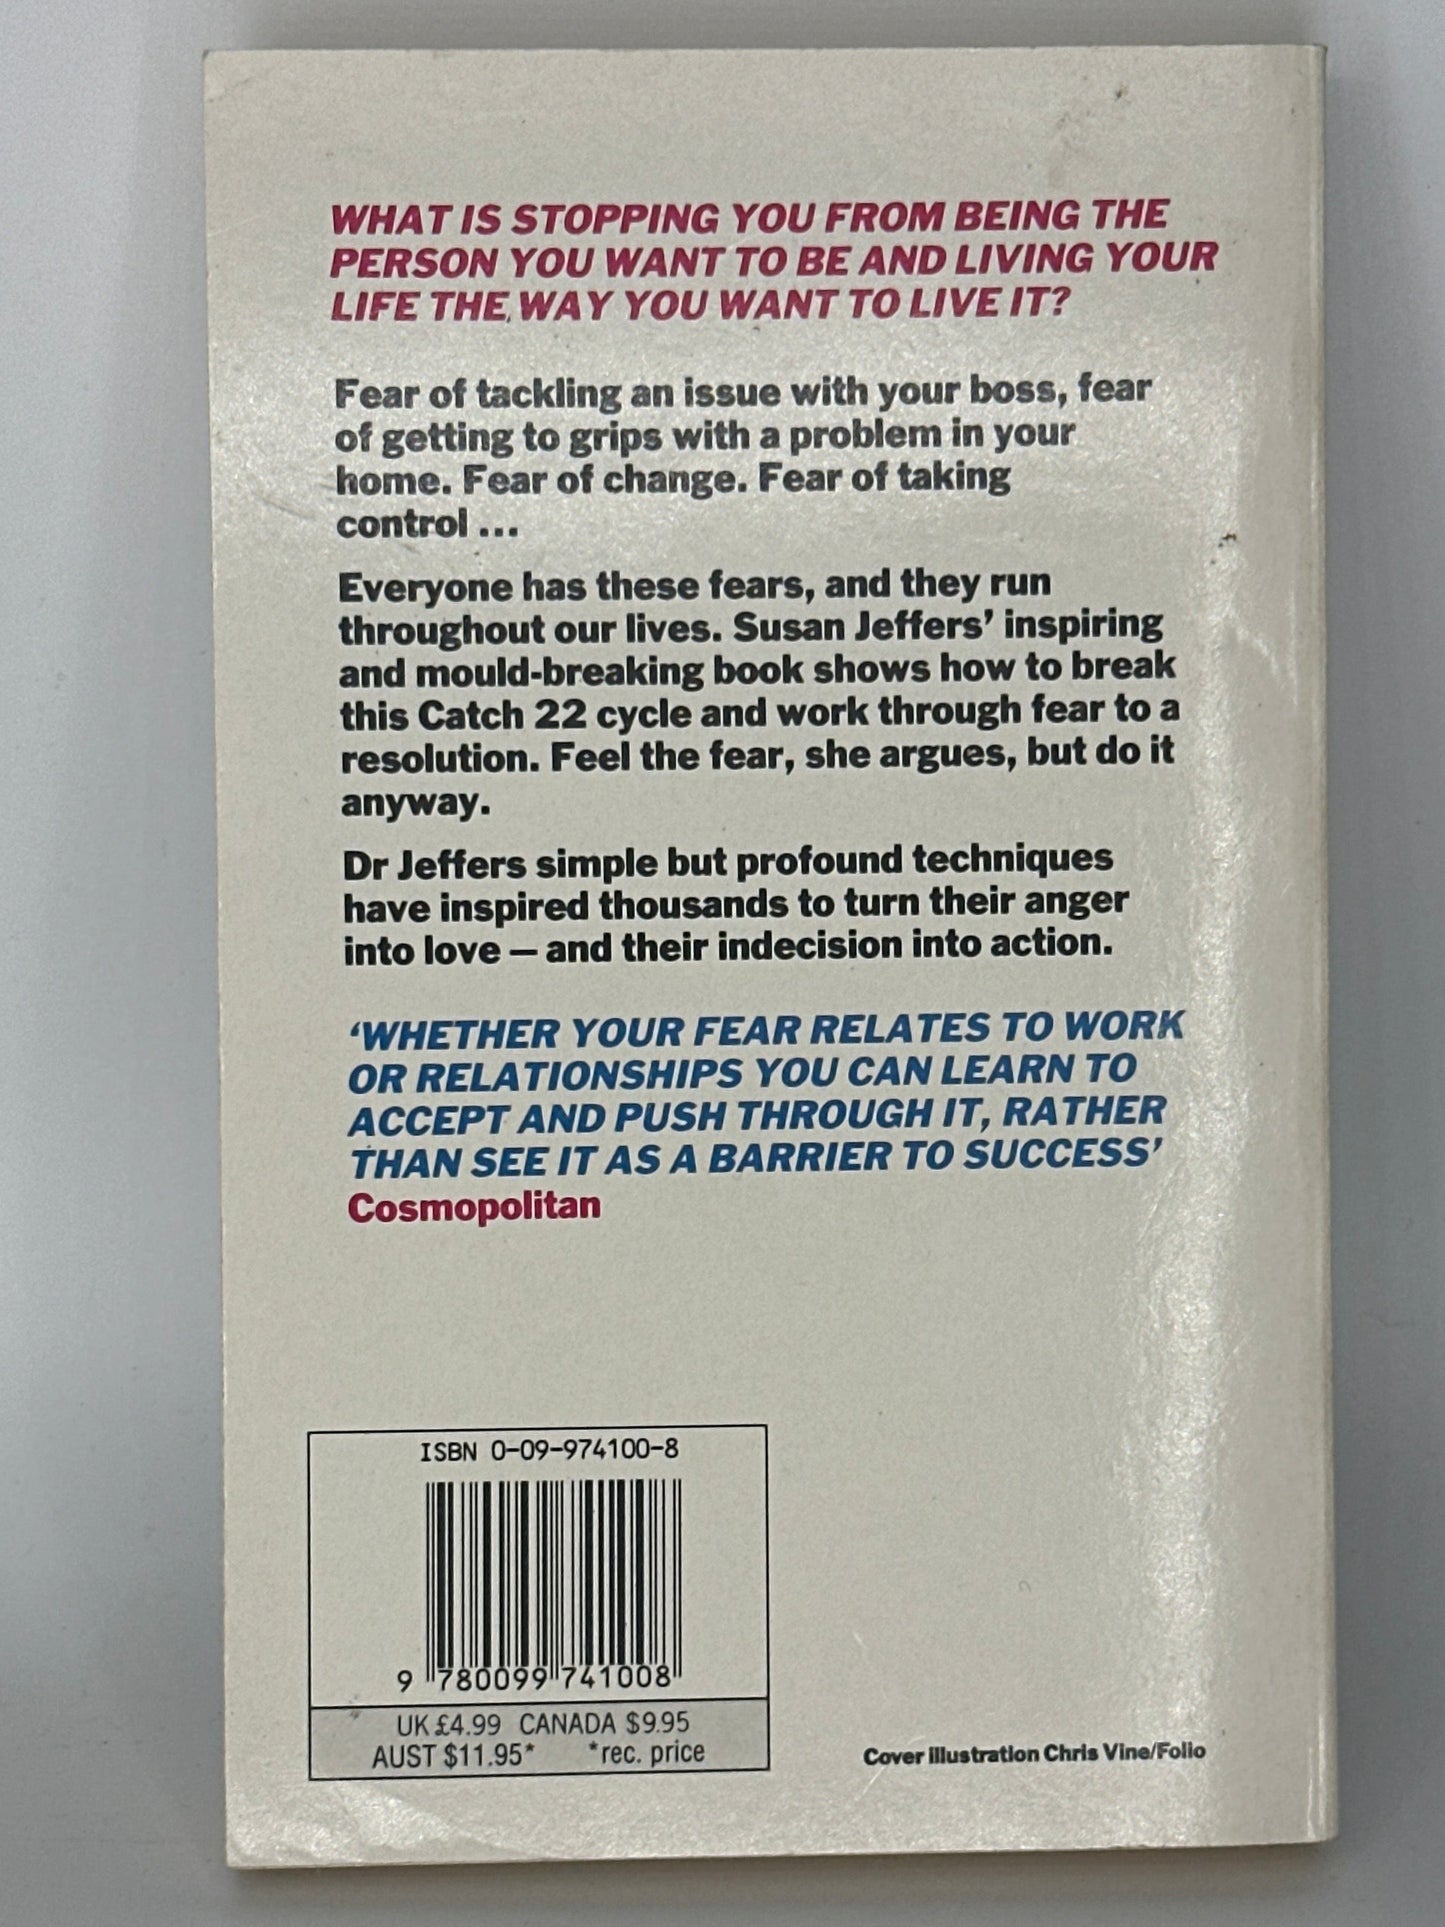 WHAT IS STOPPING YOU FROM BEING THE
PERSON YOU WANT TO BE AND LIVING YOUR
LIFE THE WAY YOU WANT TO LIVE IT?
Fear of tackling an issue with your boss, fear
of getting to grips with a problem in your
home. Fear of change. Fear of taking
control ...
Everyone has these fears, and they run
throughout our lives. Susan Jeffers' inspiring
and mould-breaking book shows how to break
this Catch 22 cycle and work through fear to a
resolution. Feel the fear, she argues, but do it
anyway.
Dr Jeffers simple but profound techniques
have inspired thousands to turn their anger
into love – and their indecision into action.
‘WHETHER YOUR FEAR RELATES TO WORK
OR RELATIONSHIPS YOU CAN LEARN TO
ACCEPT AND PUSH THROUGH IT, RATHER
THAN SEE IT AS A BARRIER TO SUCCESS’
Cosmopolitan
ISBN 0-09-974100-8
9 780099 741008
UK £4.99 CANADA $9.95
AUST $11.95* *rec. price
Cover illustration Chris Vine/Folio